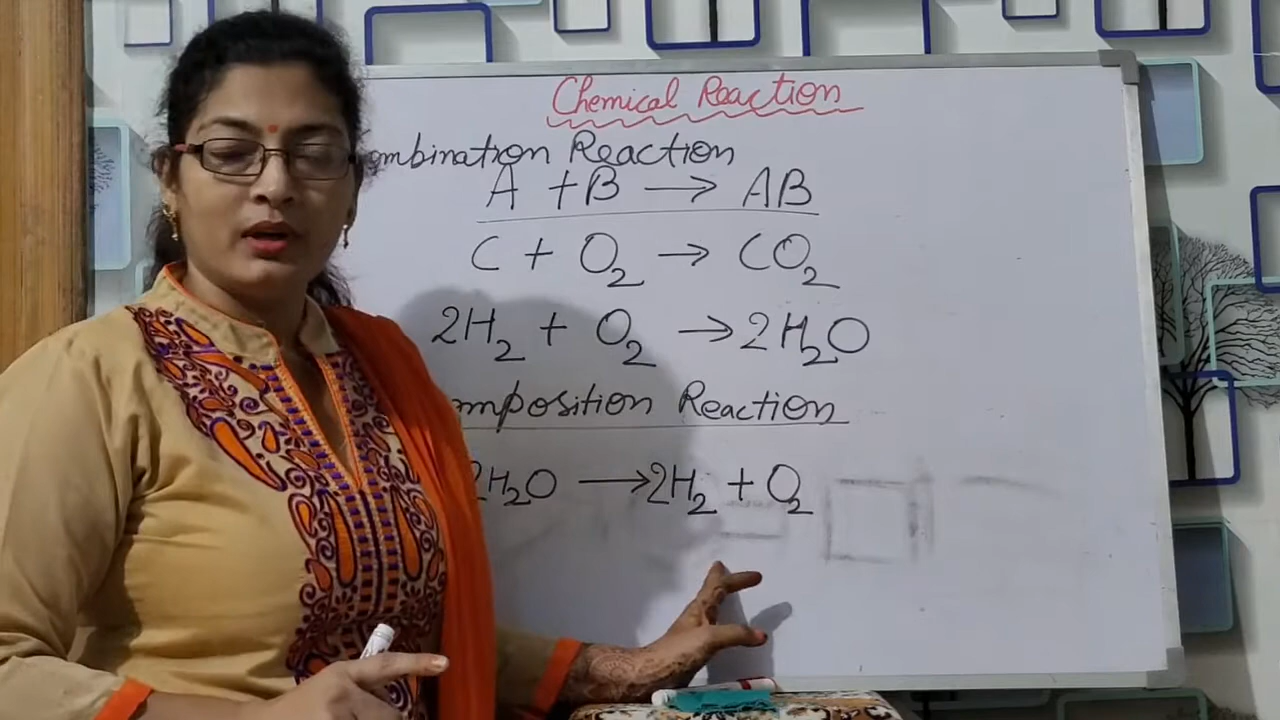 Chemical Reaction
ombination Reaction
A + B → AB
C + O₂ → CO₂
2H₂ + O₂ → 2H₂O
mposition Reaction
2H₂O → 2H₂ + O₂